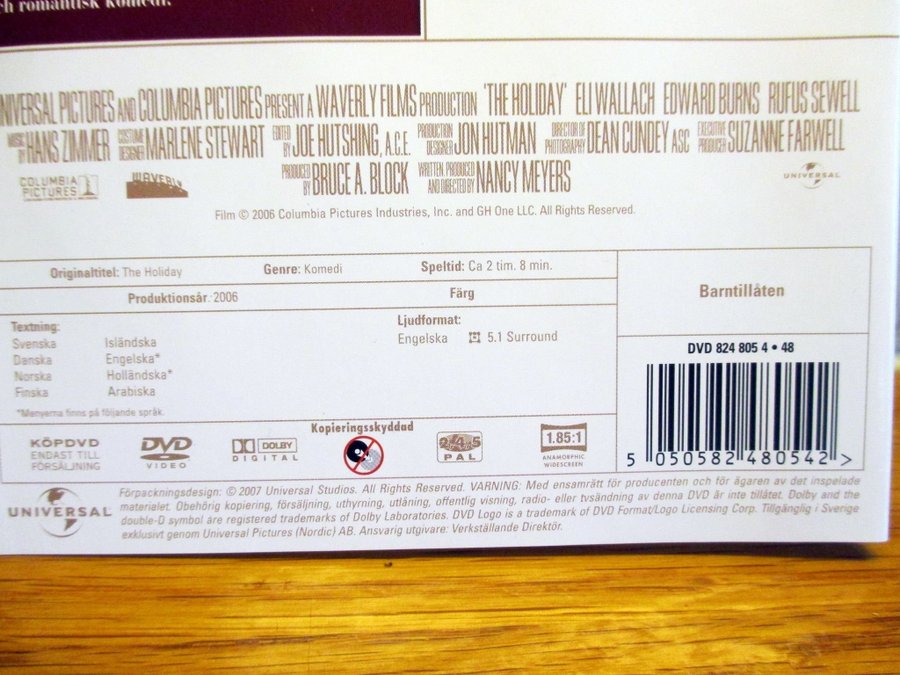 romantisk komedi.
UNIVERSAL PICTURES AND COLUMBIA PICTURES PRESENT A WAVERLY FILMS PRODUCTION 'THE HOLIDAY' ELI WALLACH EDWARD BURNS RUFUS SEWELL
MUSIC BY HANS ZIMMER COSTUME DESIGNER MARLENE STEWART EDITED BY JOE HUTSHING, A.C.E. PRODUCTION DESIGNER JON HUTMAN DIRECTOR OF PHOTOGRAPHY DEAN CUNDEY ASC EXECUTIVE PRODUCER SUZANNE FARWELL
PRODUCED BY BRUCE A. BLOCK WRITTEN, PRODUCED AND DIRECTED BY NANCY MEYERS
COLUMBIA PICTURES WAVERLY UNIVERSAL
Film © 2006 Columbia Pictures Industries, Inc. and GH One LLC. All Rights Reserved.
Originaltitel: The Holiday Genre: Komedi Speltid: Ca 2 tim. 8 min.
Produktionsår: 2006 Färg
Barntillåten
Textning:
Svenska Isländska
Danska Engelska*
Norska Holländska*
Finska Arabiska
*Menyerna finns på följande språk.
Ljudformat:
Engelska 5.1 Surround
DVD 824 805 4 • 48
5 050582 480542 >
Kopieringsskyddad
KÖPDVD
ENDAST TILL
FÖRSÄLJNING
DVD
VIDEO
DOLBY
DIGITAL
2 4 5
PAL
1.85:1
ANAMORPHIC
WIDESCREEN
UNIVERSAL
Förpackningsdesign: © 2007 Universal Studios. All Rights Reserved. VARNING: Med ensamrätt för producenten och för ägaren av det inspelade
materialet. Obehörig kopiering, försäljning, uthyrning, utlåning, offentlig visning, radio- eller tvsändning av denna DVD är inte tillåtet. Dolby and the
double-D symbol are registered trademarks of Dolby Laboratories. DVD Logo is a trademark of DVD Format/Logo Licensing Corp. Tillgänglig i Sverige
exklusivt genom Universal Pictures (Nordic) AB. Ansvarig utgivare: Verkställande Direktör.